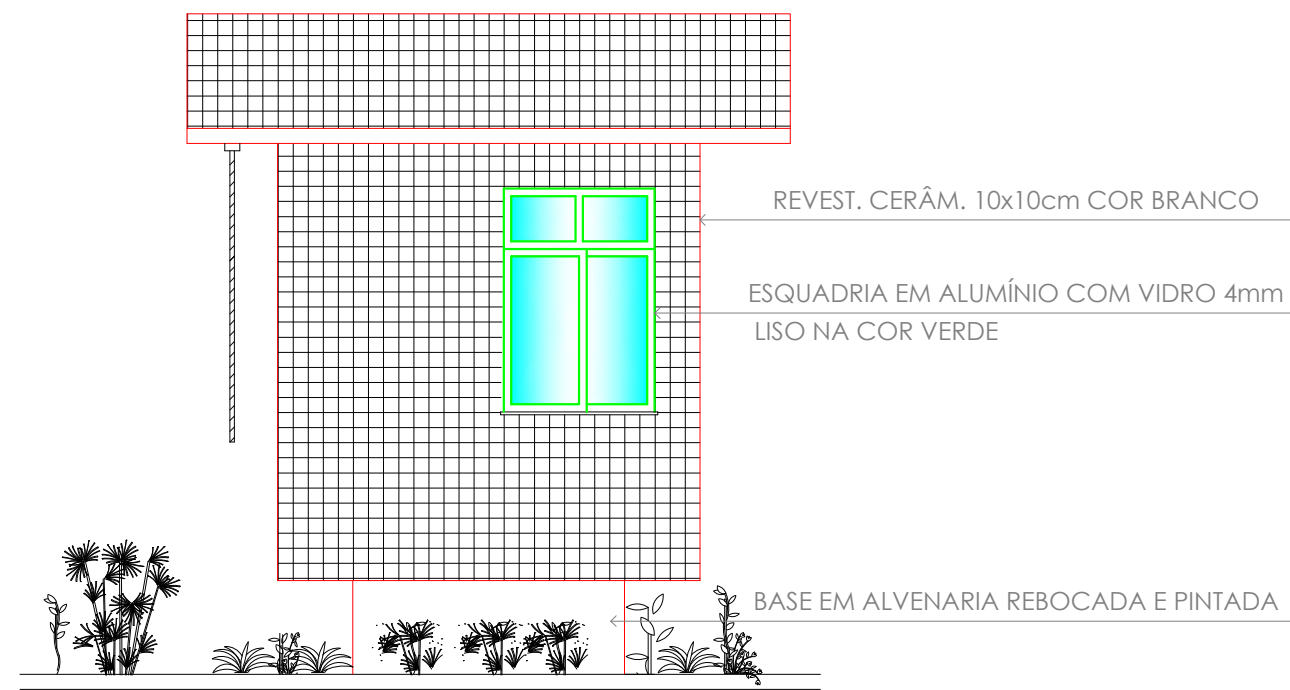 REVEST. CERÂM. 10x10cm COR BRANCO
ESQUADRIA EM ALUMÍNIO COM VIDRO 4mm
LISO NA COR VERDE
BASE EM ALVENARIA REBOCADA E PINTADA